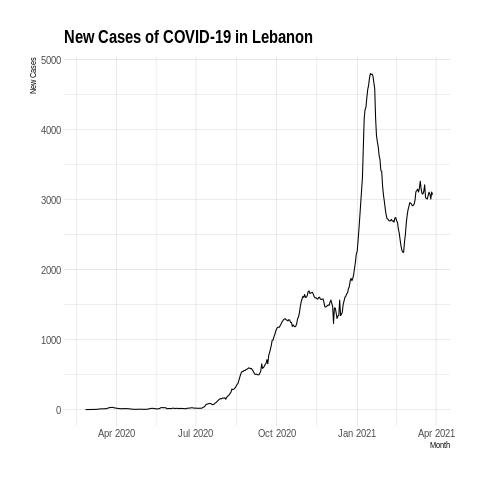 New Cases of COVID-19 in Lebanon
New Cases
5000
4000
3000
2000
1000
0
Apr 2020 Jul 2020 Oct 2020 Jan 2021 Apr 2021
Month